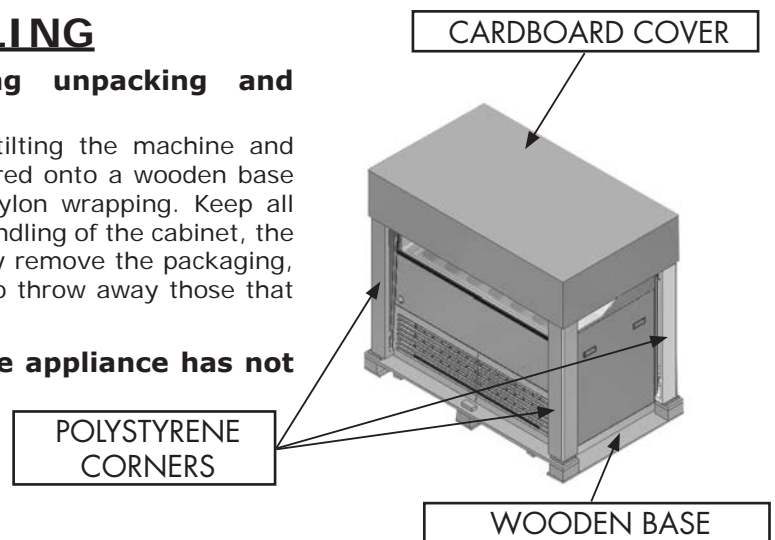 LING
CARDBOARD COVER
ng unpacking and
tilting the machine and
red onto a wooden base
ylon wrapping. Keep all
ndling of the cabinet, the
y remove the packaging,
o throw away those that
e appliance has not
POLYSTYRENE
CORNERS
WOODEN BASE